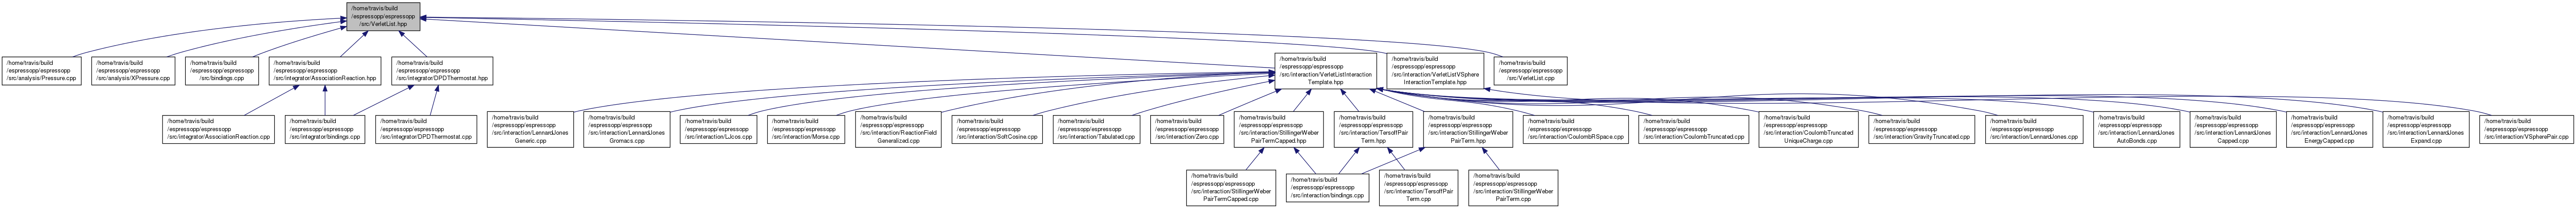 /home/travis/build
/espressopp/espressopp
/src/VerletList.hpp
/home/travis/build
/espressopp/espressopp
/src/analysis/Pressure.cpp
/home/travis/build
/espressopp/espressopp
/src/analysis/XPressure.cpp
/home/travis/build
/espressopp/espressopp
/src/bindings.cpp
/home/travis/build
/espressopp/espressopp
/src/integrator/AssociationReaction.hpp
/home/travis/build
/espressopp/espressopp
/src/integrator/DPDThermostat.hpp
/home/travis/build
/espressopp/espressopp
/src/interaction/VerletListInteraction
Template.hpp
/home/travis/build
/espressopp/espressopp
/src/interaction/VerletListVSphere
InteractionTemplate.hpp
/home/travis/build
/espressopp/espressopp
/src/VerletList.cpp
/home/travis/build
/espressopp/espressopp
/src/integrator/AssociationReaction.cpp
/home/travis/build
/espressopp/espressopp
/src/integrator/bindings.cpp
/home/travis/build
/espressopp/espressopp
/src/integrator/DPDThermostat.cpp
/home/travis/build
/espressopp/espressopp
/src/interaction/LennardJones
Generic.cpp
/home/travis/build
/espressopp/espressopp
/src/interaction/LennardJones
Gromacs.cpp
/home/travis/build
/espressopp/espressopp
/src/interaction/LJcos.cpp
/home/travis/build
/espressopp/espressopp
/src/interaction/Morse.cpp
/home/travis/build
/espressopp/espressopp
/src/interaction/ReactionField
Generalized.cpp
/home/travis/build
/espressopp/espressopp
/src/interaction/SoftCosine.cpp
/home/travis/build
/espressopp/espressopp
/src/interaction/Tabulated.cpp
/home/travis/build
/espressopp/espressopp
/src/interaction/Zero.cpp
/home/travis/build
/espressopp/espressopp
/src/interaction/StillingerWeber
PairTermCapped.hpp
/home/travis/build
/espressopp/espressopp
/src/interaction/TersoffPair
Term.hpp
/home/travis/build
/espressopp/espressopp
/src/interaction/StillingerWeber
PairTerm.hpp
/home/travis/build
/espressopp/espressopp
/src/interaction/CoulombRSpace.cpp
/home/travis/build
/espressopp/espressopp
/src/interaction/CoulombTruncated.cpp
/home/travis/build
/espressopp/espressopp
/src/interaction/CoulombTruncated
UniqueCharge.cpp
/home/travis/build
/espressopp/espressopp
/src/interaction/GravityTruncated.cpp
/home/travis/build
/espressopp/espressopp
/src/interaction/LennardJones.cpp
/home/travis/build
/espressopp/espressopp
/src/interaction/LennardJones
AutoBonds.cpp
/home/travis/build
/espressopp/espressopp
/src/interaction/LennardJones
Capped.cpp
/home/travis/build
/espressopp/espressopp
/src/interaction/LennardJones
EnergyCapped.cpp
/home/travis/build
/espressopp/espressopp
/src/interaction/LennardJones
Expand.cpp
/home/travis/build
/espressopp/espressopp
/src/interaction/VSpherePair.cpp
/home/travis/build
/espressopp/espressopp
/src/interaction/StillingerWeber
PairTermCapped.cpp
/home/travis/build
/espressopp/espressopp
/src/interaction/bindings.cpp
/home/travis/build
/espressopp/espressopp
/src/interaction/TersoffPair
Term.cpp
/home/travis/build
/espressopp/espressopp
/src/interaction/StillingerWeber
PairTerm.cpp